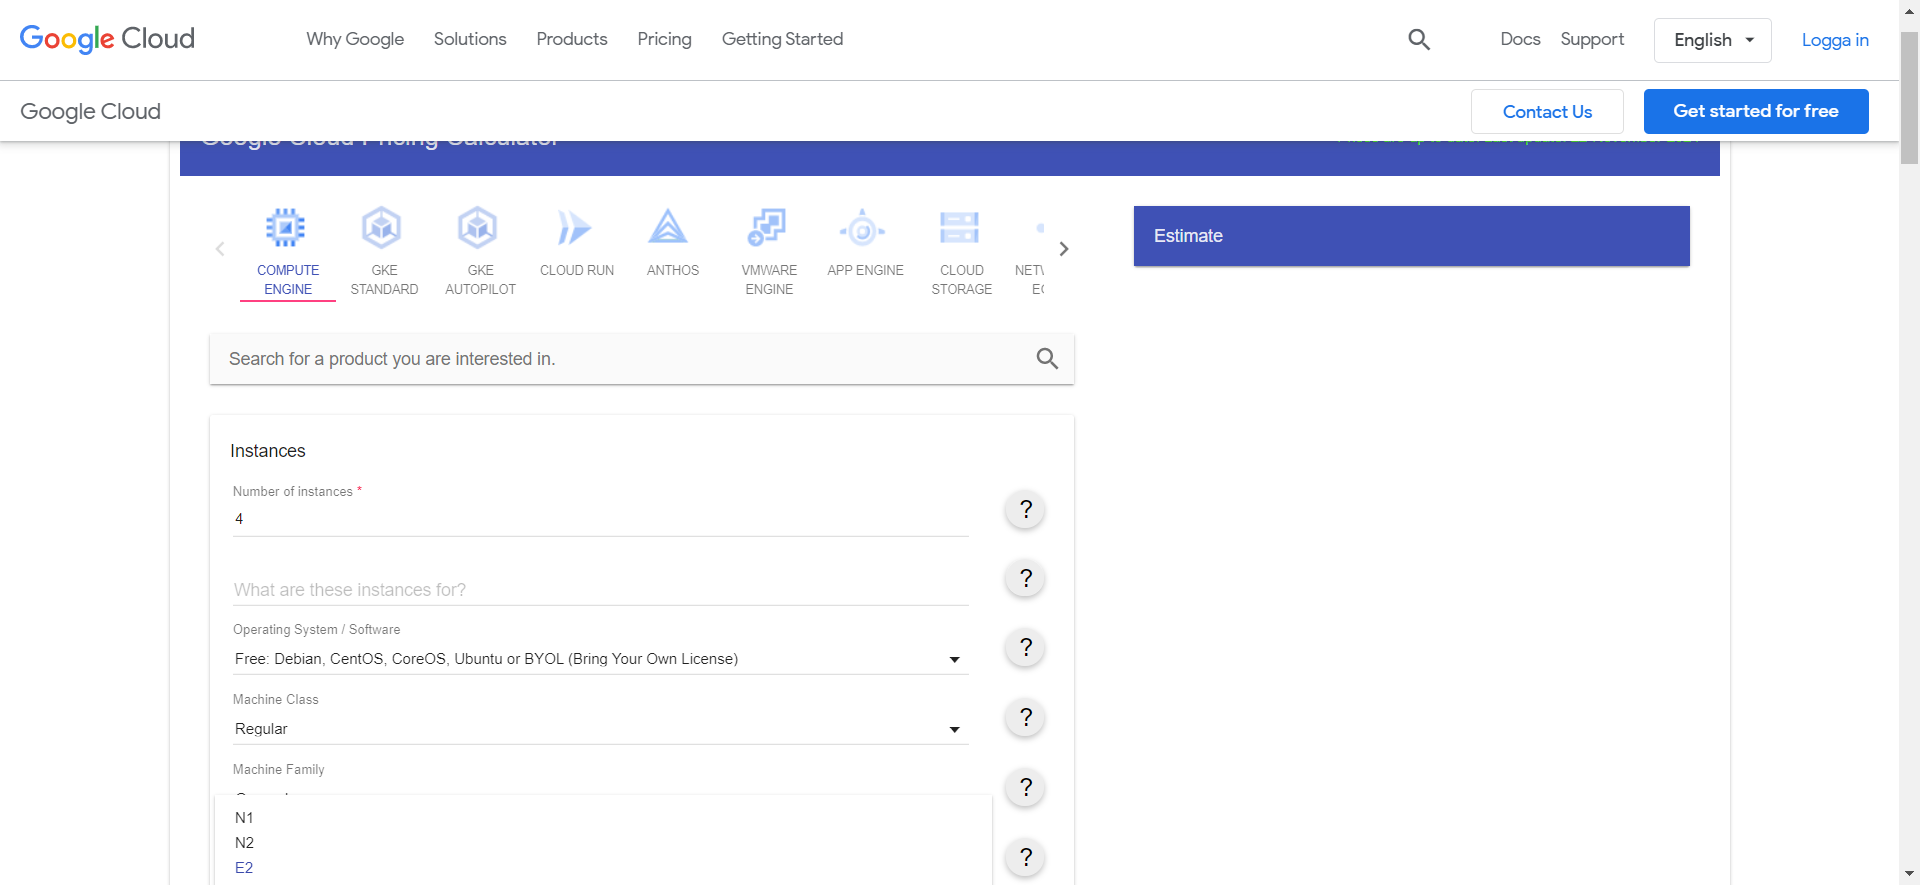 Google Cloud
Why Google
Solutions
Products
Pricing
Getting Started
Docs
Support
English
Logga in
Google Cloud
Contact Us
Get started for free
Google Cloud Pricing Calculator
COMPUTE
ENGINE
GKE
STANDARD
GKE
AUTOPILOT
CLOUD RUN
ANTHOS
VMWARE
ENGINE
APP ENGINE
CLOUD
STORAGE
Estimate
Search for a product you are interested in.
Instances
Number of instances *
4
?
What are these instances for?
?
Operating System / Software
Free: Debian, CentOS, CoreOS, Ubuntu or BYOL (Bring Your Own License)
?
Machine Class
Regular
?
Machine Family
?
N1
N2
E2
?